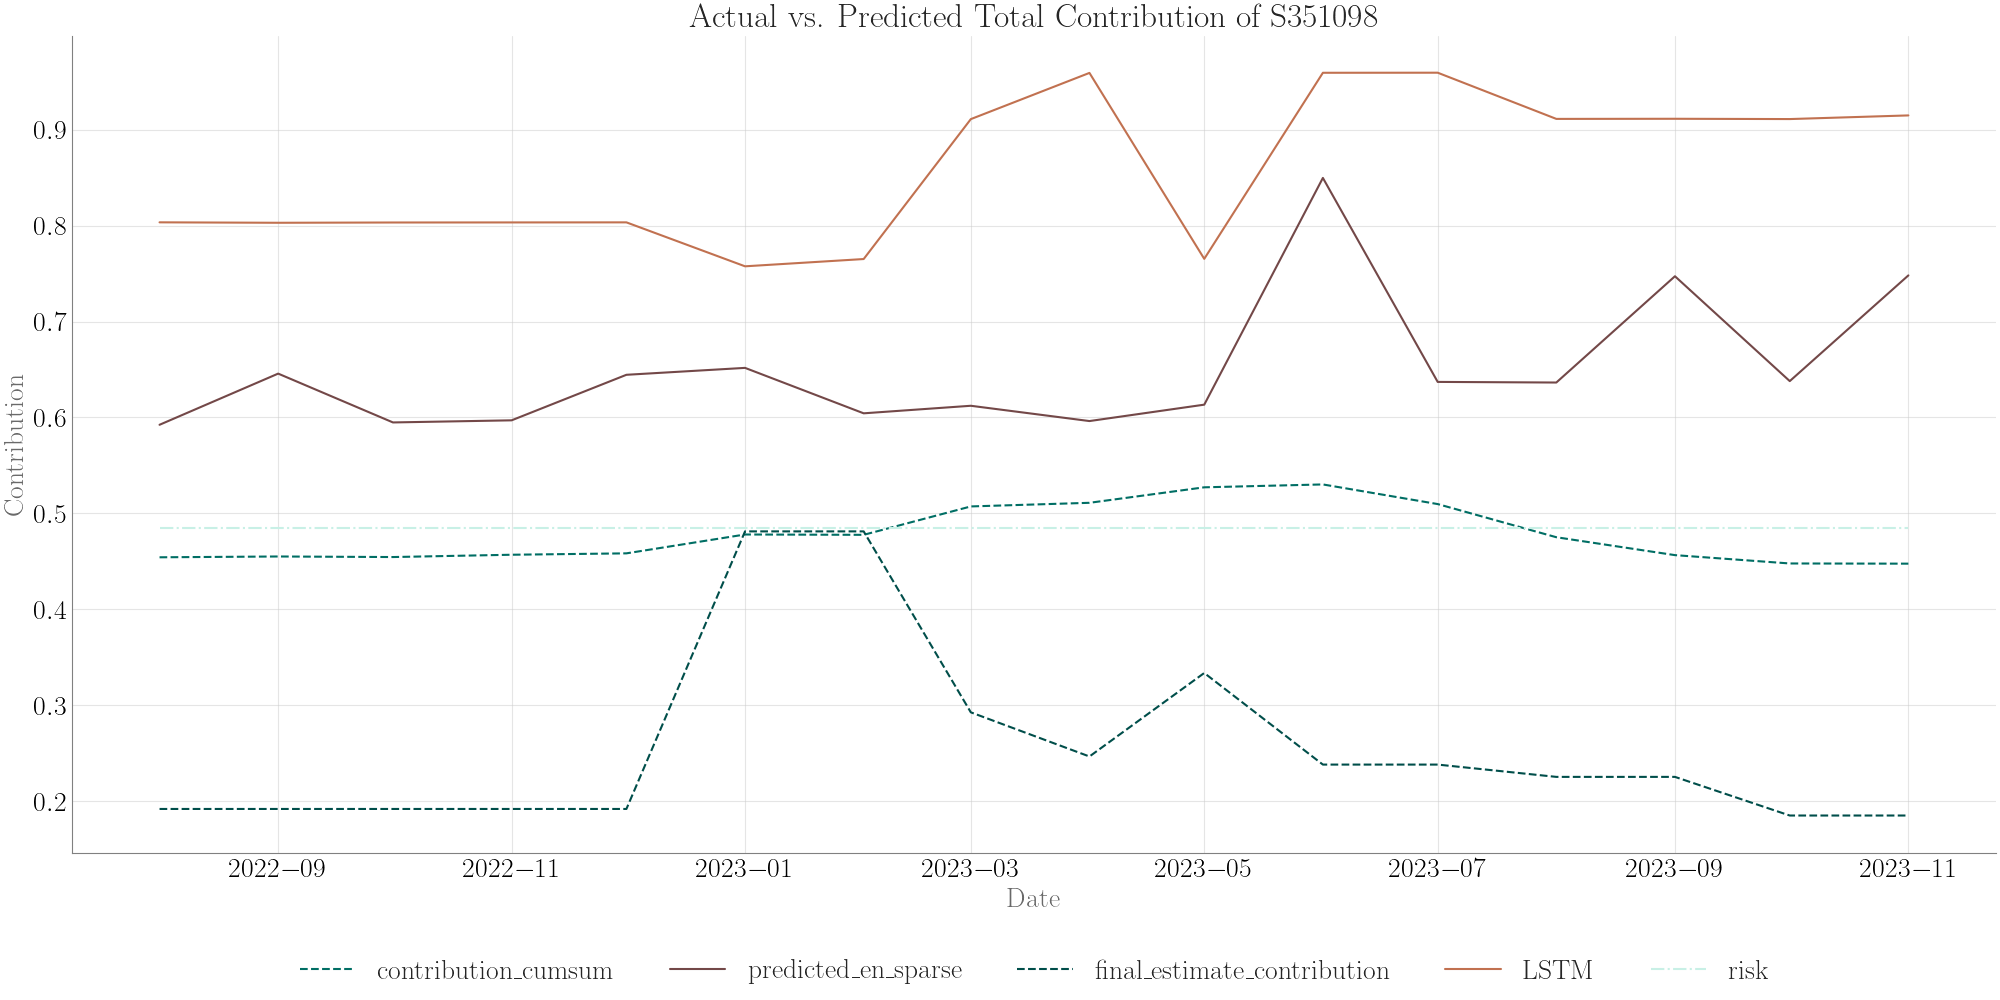 Actual vs. Predicted Total Contribution of S351098
Contribution
0.9
0.8
0.7
0.6
0.5
0.4
0.3
0.2
2022−09 2022−11 2023−01 2023−03 2023−05 2023−07 2023−09 2023−11
Date
contribution_cumsum predicted_en_sparse final_estimate_contribution LSTM risk